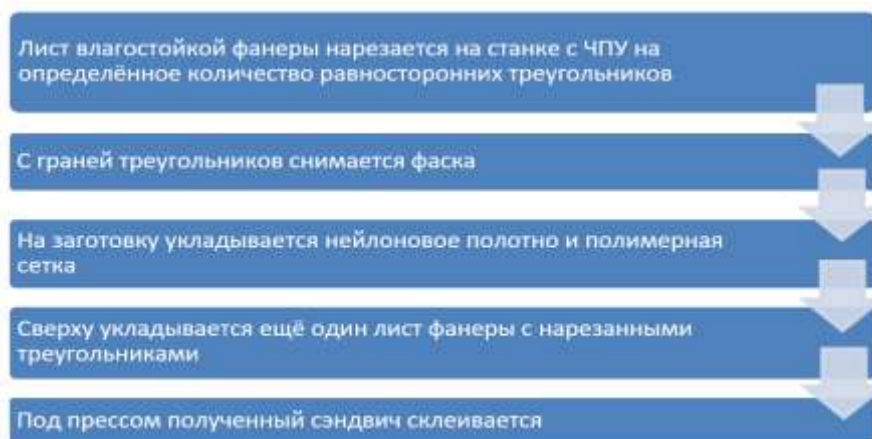 Лист влагостойкой фанеры нарезается на станке с ЧПУ на
определённое количество равносторонних треугольников
С граней треугольников снимается фаска
На заготовку укладывается нейлоновое полотно и полимерная
сетка
Сверху укладывается ещё один лист фанеры с нарезанными
треугольниками
Под прессом полученный сэндвич склеивается